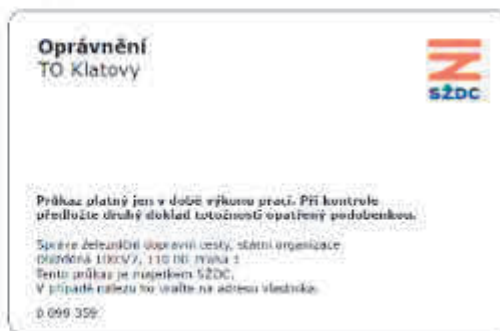 Oprávnění
TO Klatovy
SŽDC
Průkaz platný jen v době výkonu prací. Při kontrole
předložte druhý doklad totožnosti opatřený podobenkou.
Správa železniční dopravní cesty, státní organizace
Dlážděná 1003/7, 110 00 Praha 1
Tento průkaz je majetkem SŽDC.
V případě nálezu ho vraťte na adresu vlastníka.
0 099 359